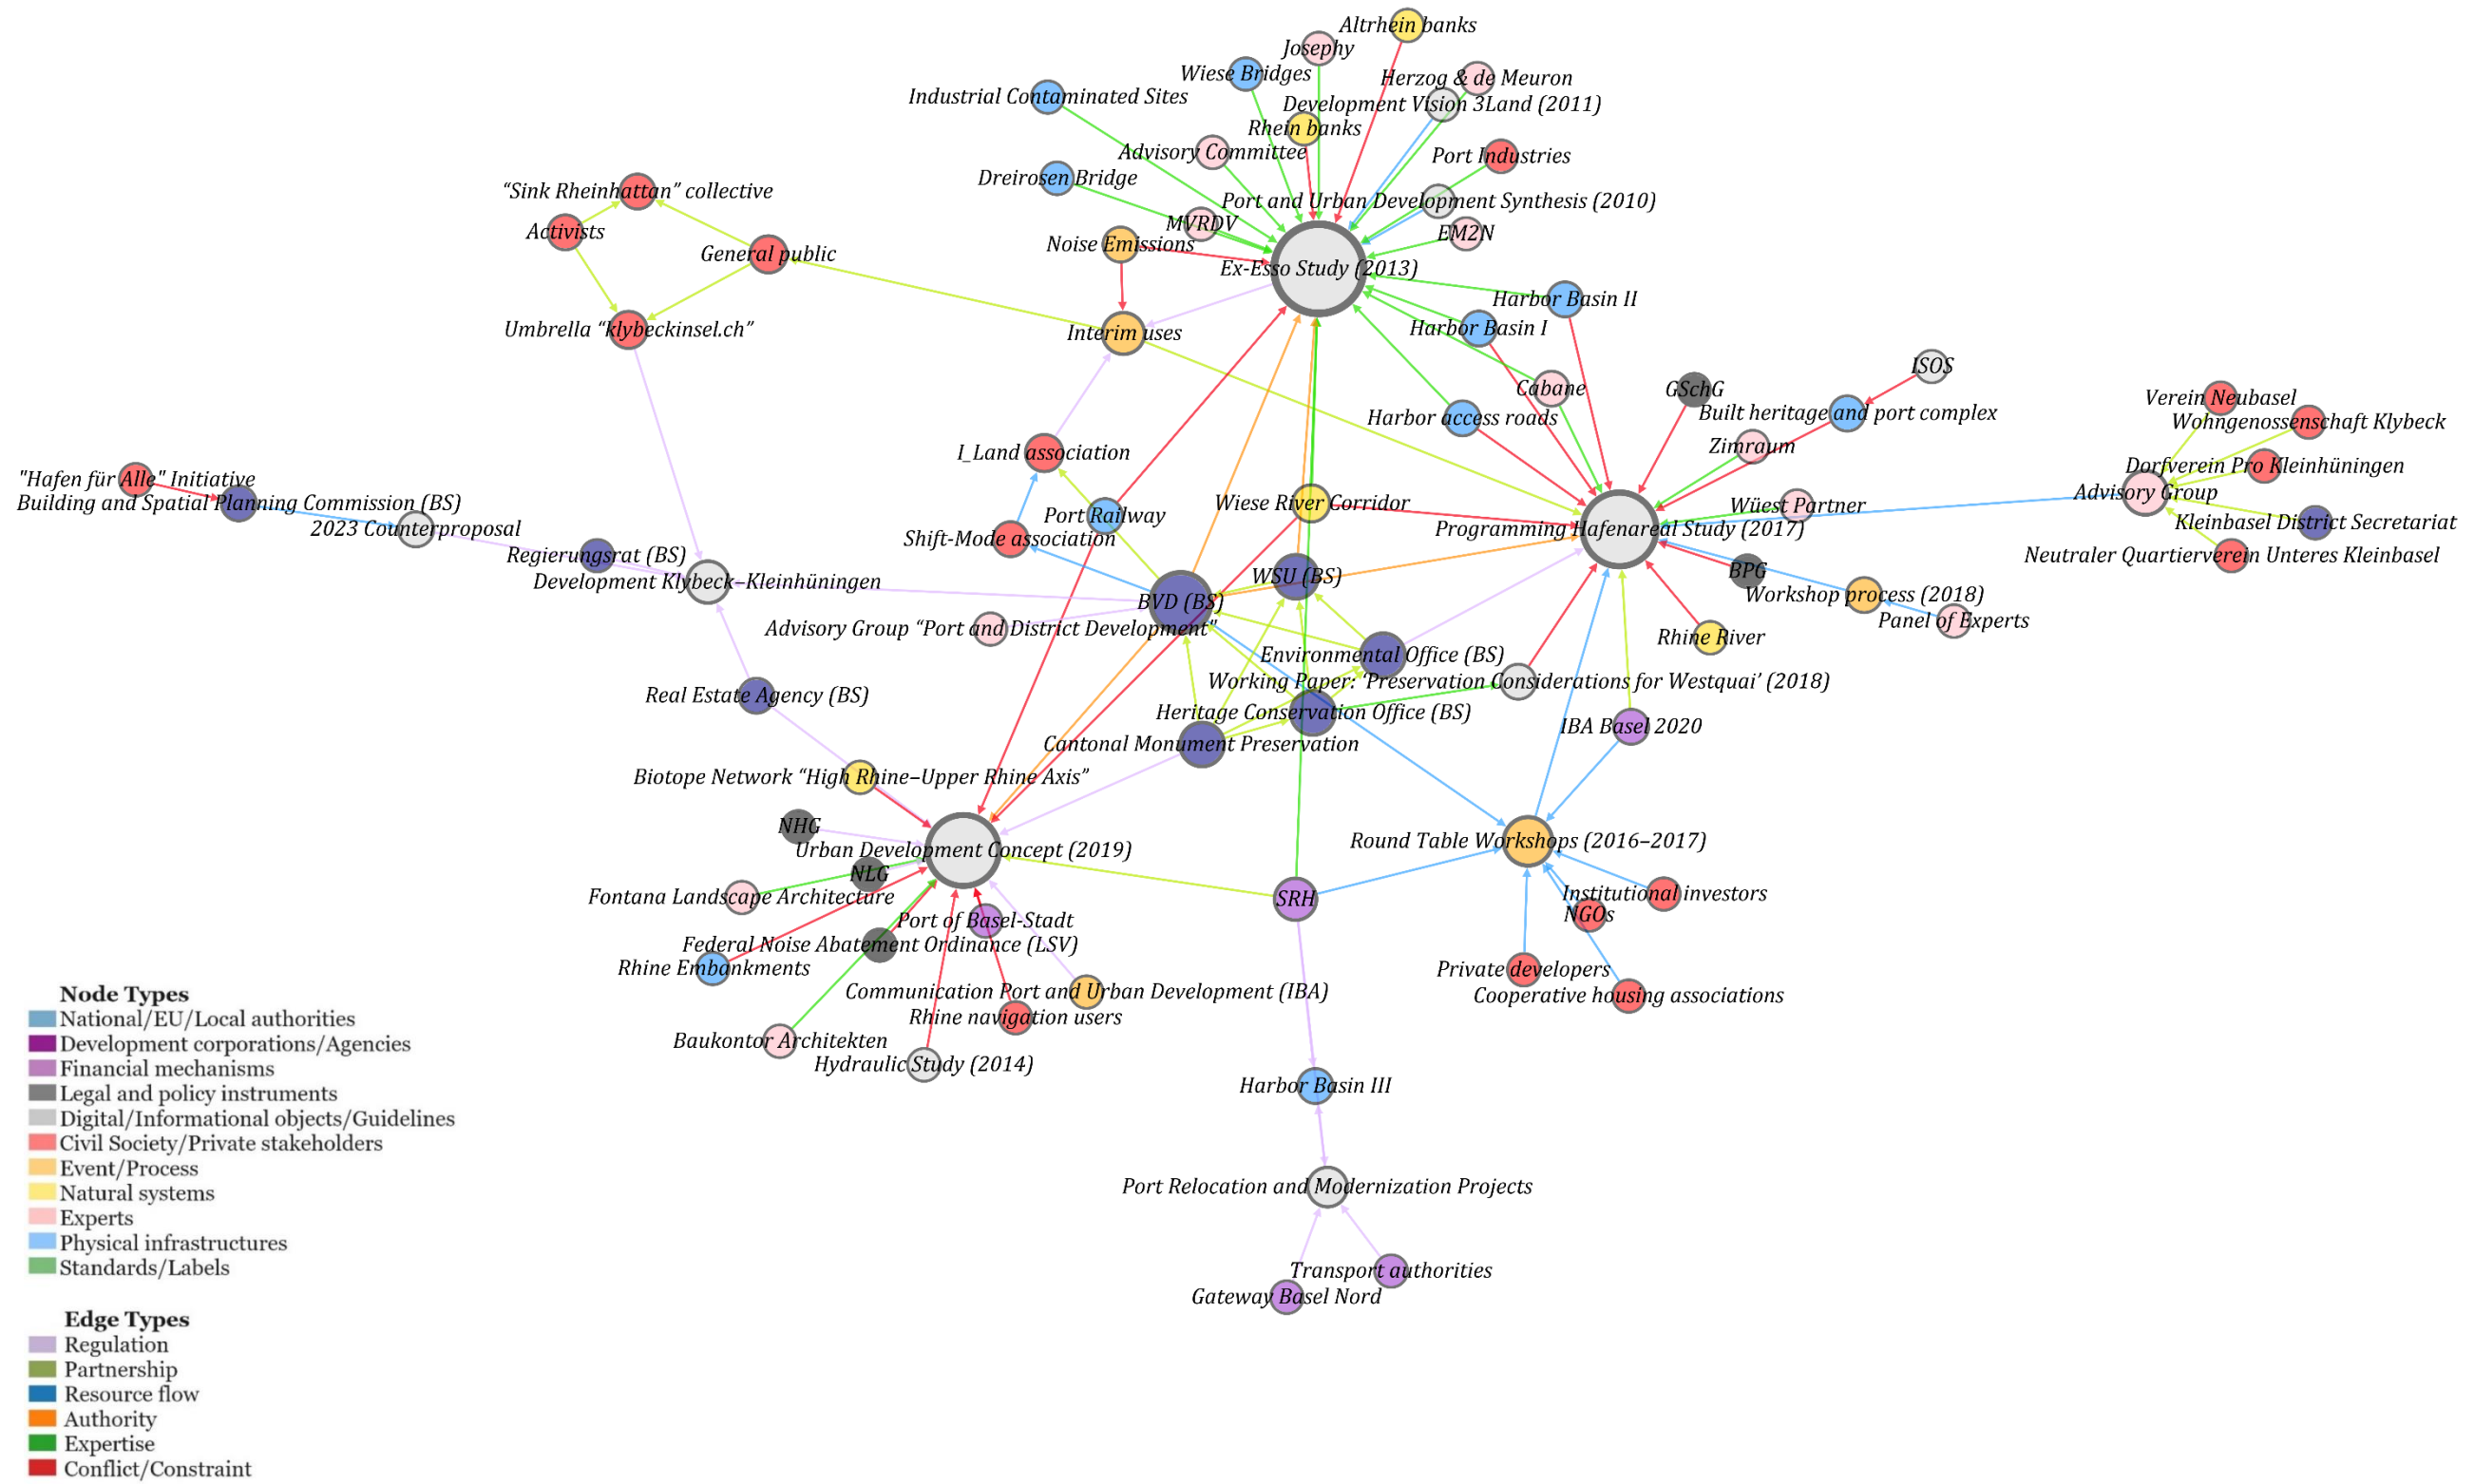 Altrhein banks
Josephy
Wiese Bridges
Herzog & de Meuron
Industrial Contaminated Sites
Development Vision 3Land (2011)
Rhein banks
Advisory Committee
Port Industries
Dreirosen Bridge
“Sink Rheinhattan” collective
Port and Urban Development Synthesis (2010)
MVRDV
Activists
EM2N
Noise Emissions
General public
Ex-Esso Study (2013)
Harbor Basin II
Umbrella “klybeckinsel.ch”
Interim uses
Harbor Basin I
ISOS
Cabane
GSchG
Verein Neubasel
Harbor access roads
Built heritage and port complex
Wohngenossenschaft Klybeck
Zimraum
I_Land association
Dorfverein Pro Kleinhüningen
"Hafen für Alle" Initiative
Advisory Group
Building and Spatial Planning Commission (BS)
Wiese River Corridor
Wüest Partner
Port Railway
Kleinbasel District Secretariat
2023 Counterproposal
Programming Hafenareal Study (2017)
Shift-Mode association
Regierungsrat (BS)
Neutraler Quartierverein Unteres Kleinbasel
BPG
WSU (BS)
Development Klybeck–Kleinhüningen
Workshop process (2018)
BVD (BS)
Panel of Experts
Advisory Group “Port and District Development"
Rhine River
Environmental Office (BS)
Working Paper: ‘Preservation Considerations for Westquai’ (2018)
Real Estate Agency (BS)
Heritage Conservation Office (BS)
IBA Basel 2020
Cantonal Monument Preservation
Biotope Network “High Rhine–Upper Rhine Axis”
NHG
Round Table Workshops (2016–2017)
Urban Development Concept (2019)
NLG
Fontana Landscape Architecture
Institutional investors
SRH
NGOs
Port of Basel-Stadt
Federal Noise Abatement Ordinance (LSV)
Rhine Embankments
Private developers
Communication Port and Urban Development (IBA)
Cooperative housing associations
Rhine navigation users
Baukontor Architekten
Hydraulic Study (2014)
Harbor Basin III
Port Relocation and Modernization Projects
Transport authorities
Gateway Basel Nord
Node Types
National/EU/Local authorities
Development corporations/Agencies
Financial mechanisms
Legal and policy instruments
Digital/Informational objects/Guidelines
Civil Society/Private stakeholders
Event/Process
Natural systems
Experts
Physical infrastructures
Standards/Labels
Edge Types
Regulation
Partnership
Resource flow
Authority
Expertise
Conflict/Constraint